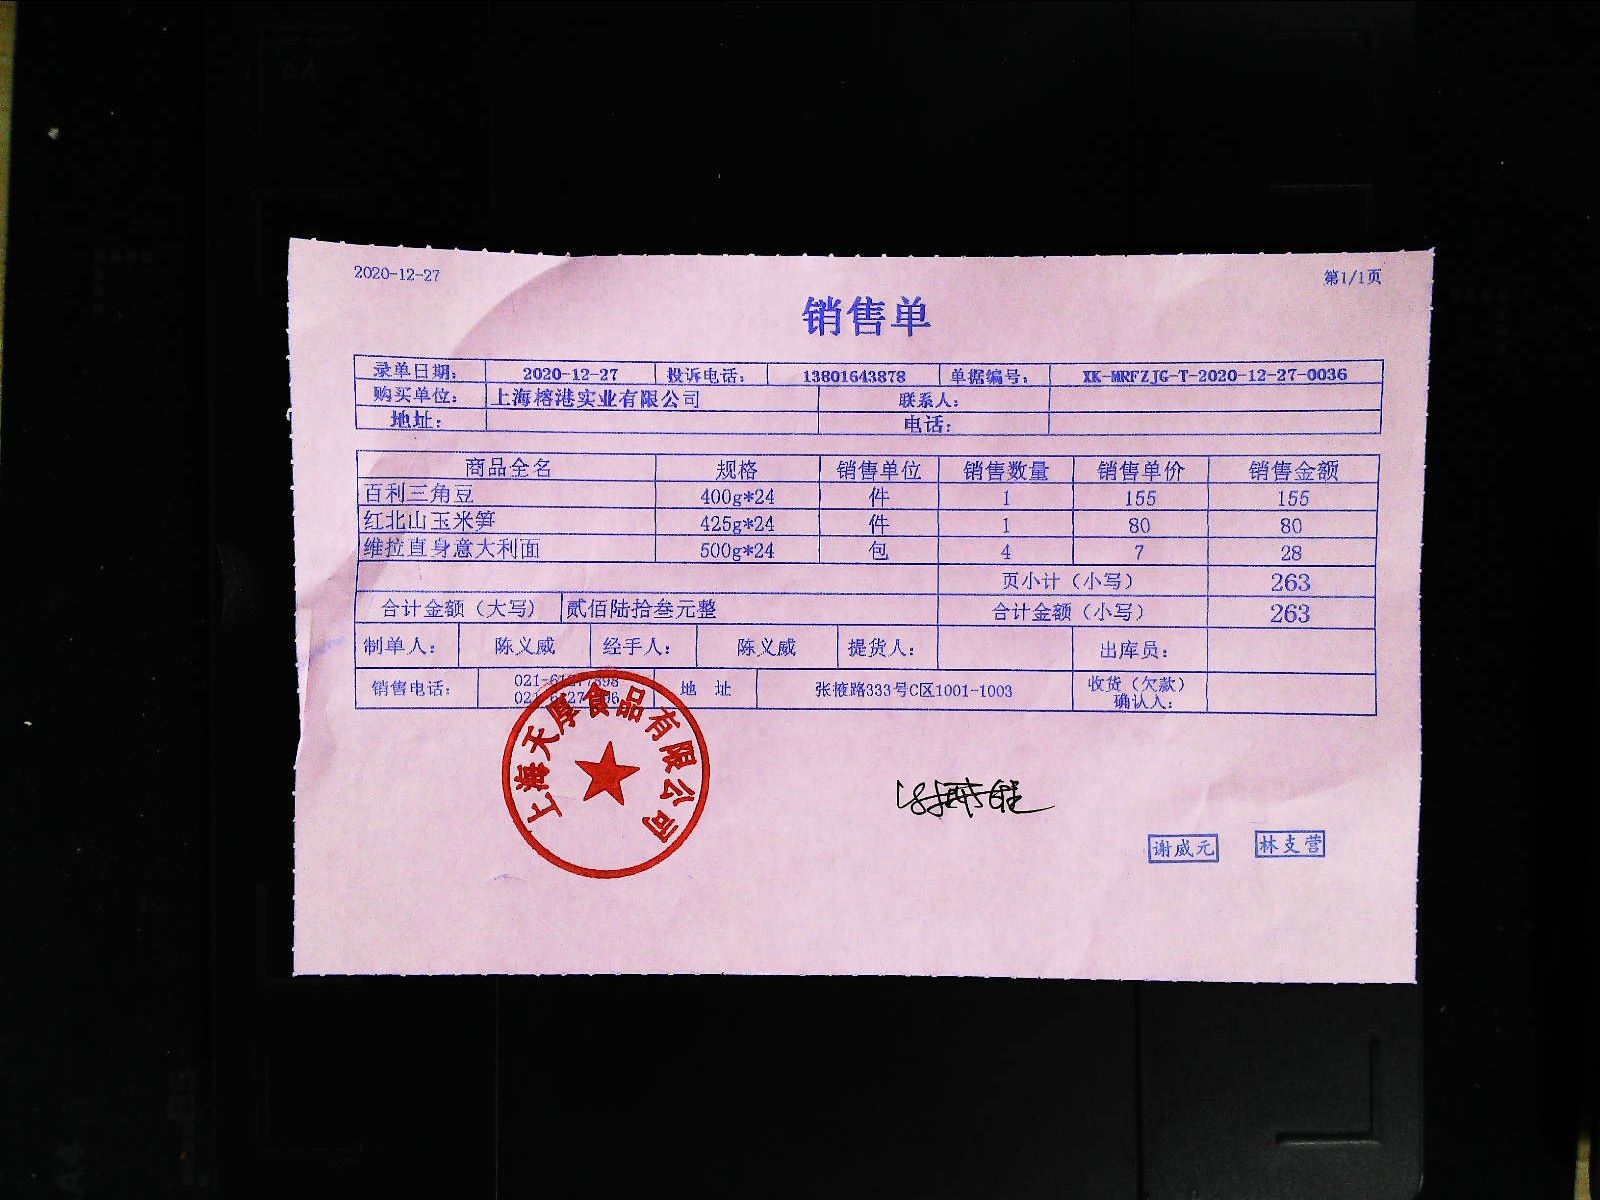 2020-12-27 第1/1页
销售单
录单日期: 2020-12-27 投诉电话: 13801643878 单据编号: XK-MRFZJG-T-2020-12-27-0036
购买单位: 上海榕港实业有限公司 联系人:
地址: 电话:
商品全名 规格 销售单位 销售数量 销售单价 销售金额
百利三角豆 400g*24 件 1 155 155
红北山玉米笋 425g*24 件 1 80 80
维拉直身意大利面 500g*24 包 4 7 28
页小计（小写） 263
合计金额（大写） 贰佰陆拾叁元整 合计金额（小写） 263
制单人: 陈义威 经手人: 陈义威 提货人: 出库员:
销售电话: 地 址 张掖路333号C区1001-1003 收货（欠款）
确认人:
上海天厚食品有限公司
谢威元 林支营